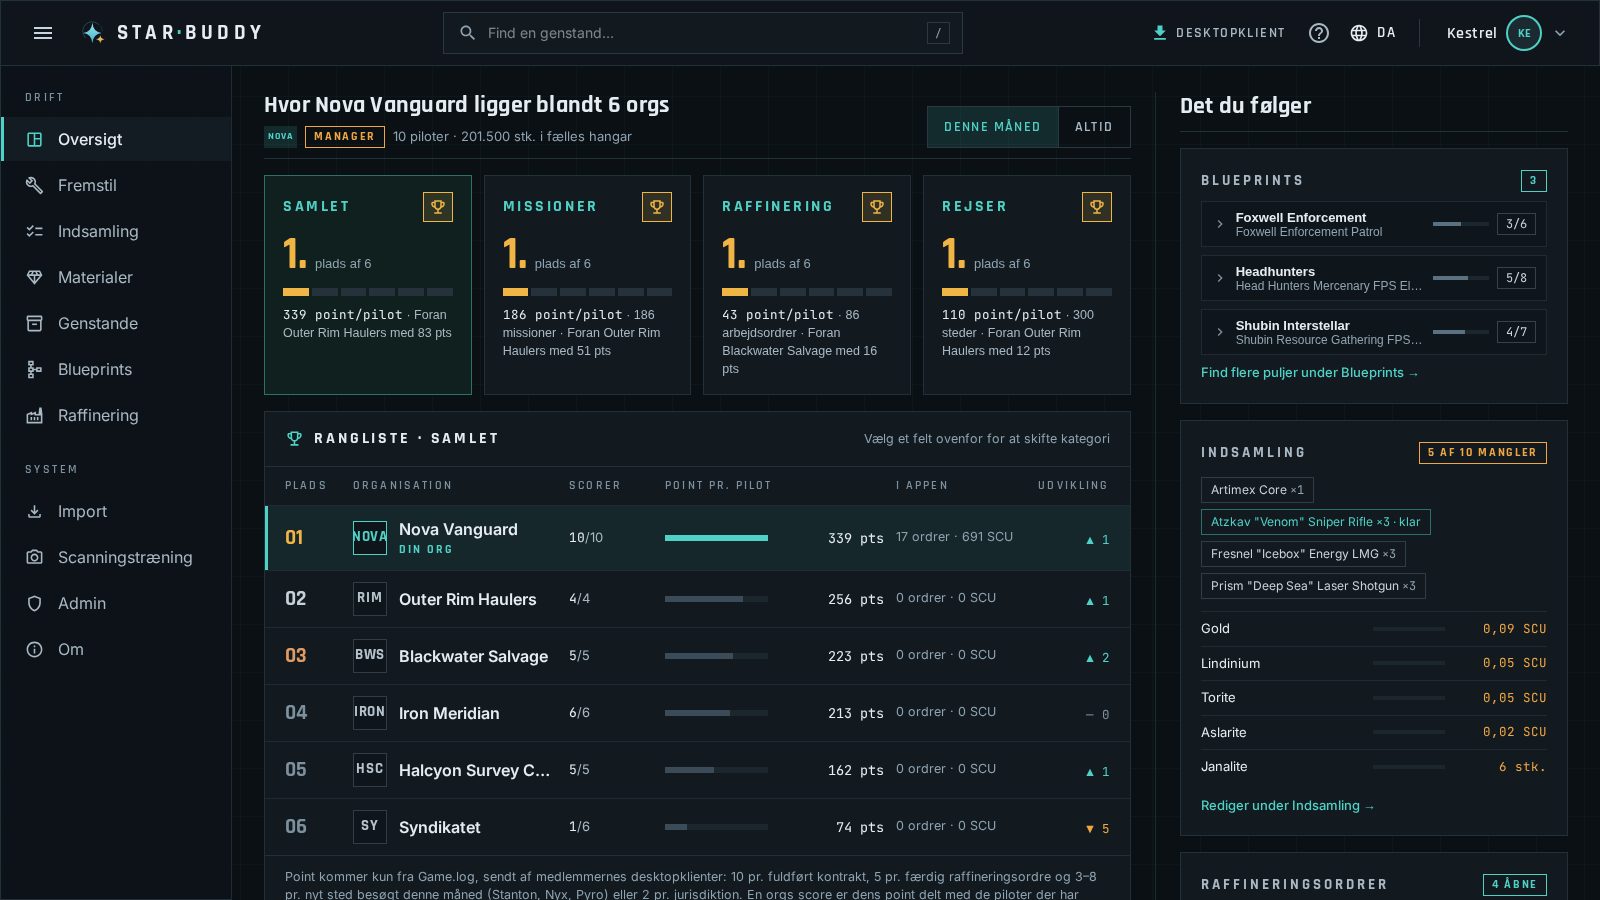 STAR·BUDDY
Find en genstand...
/
DESKTOPKLIENT
DA
Kestrel
KE
DRIFT
Oversigt
Fremstil
Indsamling
Materialer
Genstande
Blueprints
Raffinering
SYSTEM
Import
Scanningstræning
Admin
Om
Hvor Nova Vanguard ligger blandt 6 orgs
NOVA
MANAGER
10 piloter · 201.500 stk. i fælles hangar
DENNE MÅNED
ALTID
SAMLET
1. plads af 6
339 point/pilot · Foran
Outer Rim Haulers med 83 pts
MISSIONER
1. plads af 6
186 point/pilot · 186
missioner · Foran Outer Rim
Haulers med 51 pts
RAFFINERING
1. plads af 6
43 point/pilot · 86
arbejdsordrer · Foran
Blackwater Salvage med 16
pts
REJSER
1. plads af 6
110 point/pilot · 300
steder · Foran Outer Rim
Haulers med 12 pts
RANGLISTE · SAMLET
Vælg et felt ovenfor for at skifte kategori
PLADS ORGANISATION SCORER POINT PR. PILOT I APPEN UDVIKLING
01 NOVA Nova Vanguard 10/10 339 pts 17 ordrer · 691 SCU ▲ 1
DIN ORG
02 RIM Outer Rim Haulers 4/4 256 pts 0 ordrer · 0 SCU ▲ 1
03 BWS Blackwater Salvage 5/5 223 pts 0 ordrer · 0 SCU ▲ 2
04 IRON Iron Meridian 6/6 213 pts 0 ordrer · 0 SCU — 0
05 HSC Halcyon Survey C... 5/5 162 pts 0 ordrer · 0 SCU ▲ 1
06 SY Syndikatet 1/6 74 pts 0 ordrer · 0 SCU ▼ 5
Point kommer kun fra Game.log, sendt af medlemmernes desktopklienter: 10 pr. fuldført kontrakt, 5 pr. færdig raffineringsordre og 3–8
pr. nyt sted besøgt denne måned (Stanton, Nyx, Pyro) eller 2 pr. jurisdiktion. En orgs score er dens point delt med de piloter der har
Det du følger
BLUEPRINTS
3
Foxwell Enforcement
Foxwell Enforcement Patrol
3/6
Headhunters
Head Hunters Mercenary FPS El...
5/8
Shubin Interstellar
Shubin Resource Gathering FPS...
4/7
Find flere puljer under Blueprints →
INDSAMLING
5 AF 10 MANGLER
Artimex Core ×1
Atzkav "Venom" Sniper Rifle ×3 · klar
Fresnel "Icebox" Energy LMG ×3
Prism "Deep Sea" Laser Shotgun ×3
Gold 0,09 SCU
Lindinium 0,05 SCU
Torite 0,05 SCU
Aslarite 0,02 SCU
Janalite 6 stk.
Rediger under Indsamling →
RAFFINERINGSORDRER
4 ÅBNE